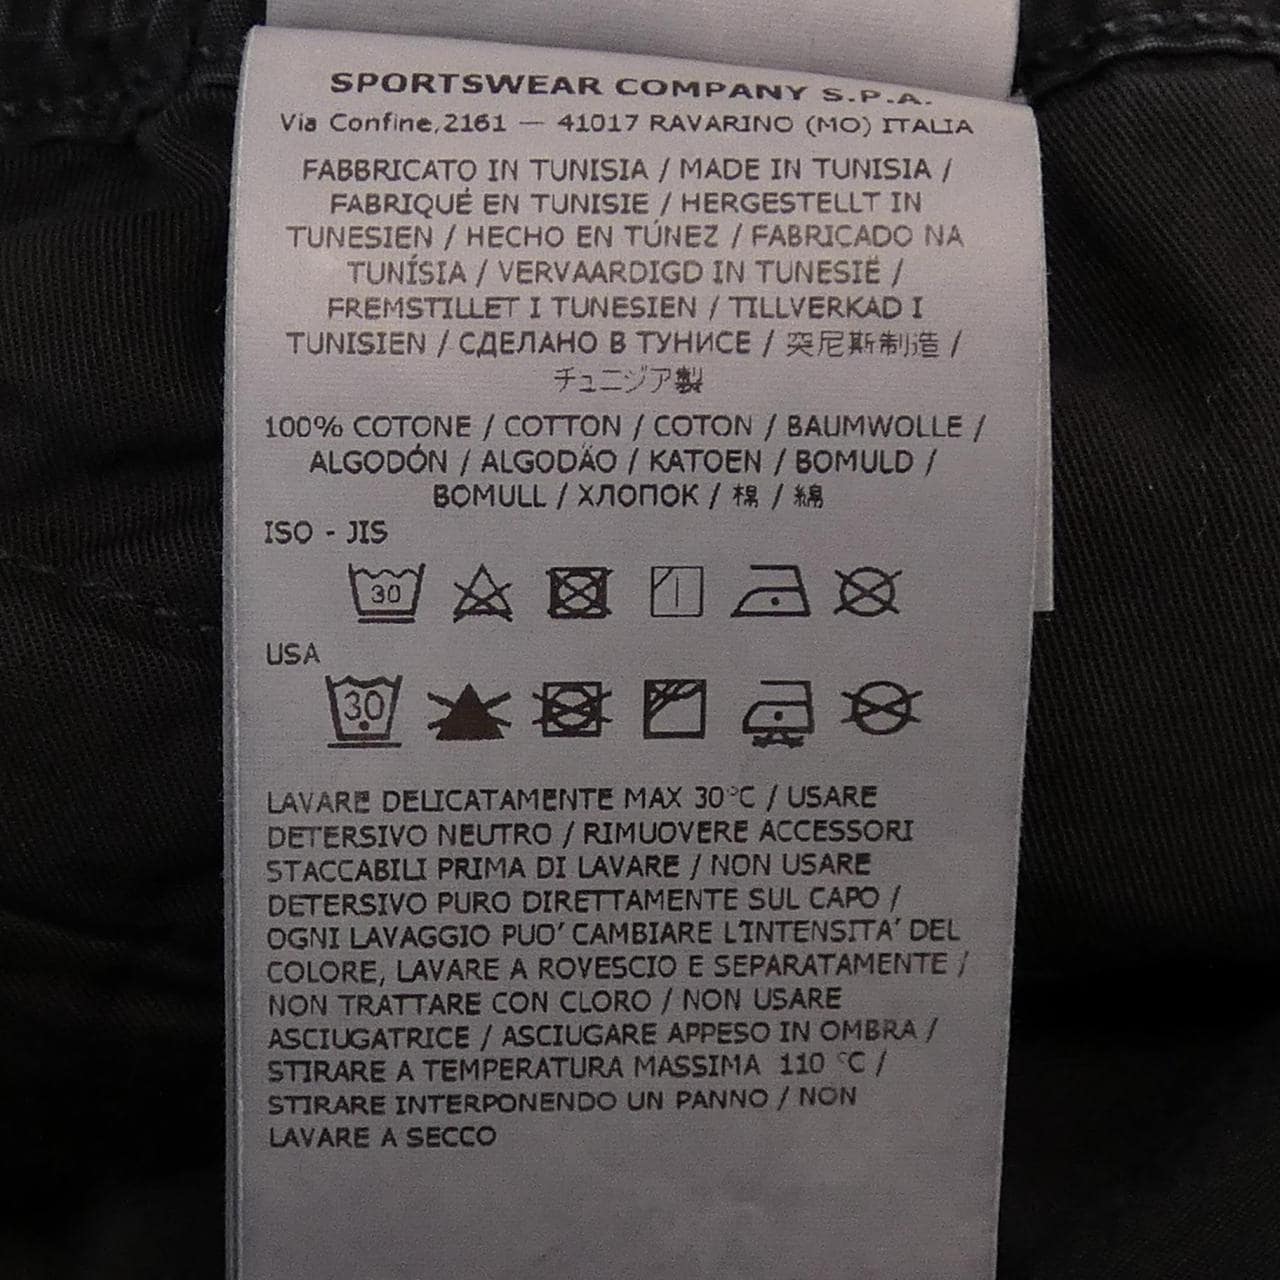 SPORTSWEAR COMPANY S.P.A.
Via Confine,2161 — 41017 RAVARINO (MO) ITALIA
FABBRICATO IN TUNISIA / MADE IN TUNISIA /
FABRIQUÉ EN TUNISIE / HERGESTELLT IN
TUNESIEN / HECHO EN TÚNEZ / FABRICADO NA
TUNÍSIA / VERVAARDIGD IN TUNESIË /
FREMSTILLET I TUNESIEN / TILLVERKAD I
TUNISIEN / СДЕЛАНО В ТУНИСЕ / 突尼斯制造 /
チュニジア製
100% COTONE / COTTON / COTON / BAUMWOLLE /
ALGODÓN / ALGODÃO / KATOEN / BOMULD /
BOMULL / ХЛОПОК / 棉 / 綿
ISO - JIS
30
USA
30
LAVARE DELICATAMENTE MAX 30°C / USARE
DETERSIVO NEUTRO / RIMUOVERE ACCESSORI
STACCABILI PRIMA DI LAVARE / NON USARE
DETERSIVO PURO DIRETTAMENTE SUL CAPO /
OGNI LAVAGGIO PUO' CAMBIARE L'INTENSITA' DEL
COLORE, LAVARE A ROVESCIO E SEPARATAMENTE /
NON TRATTARE CON CLORO / NON USARE
ASCIUGATRICE / ASCIUGARE APPESO IN OMBRA /
STIRARE A TEMPERATURA MASSIMA 110 °C /
STIRARE INTERPONENDO UN PANNO / NON
LAVARE A SECCO